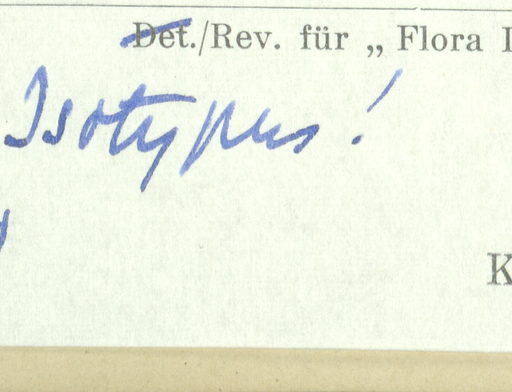 Det./Rev. für „ Flora I
Isotypus!
K